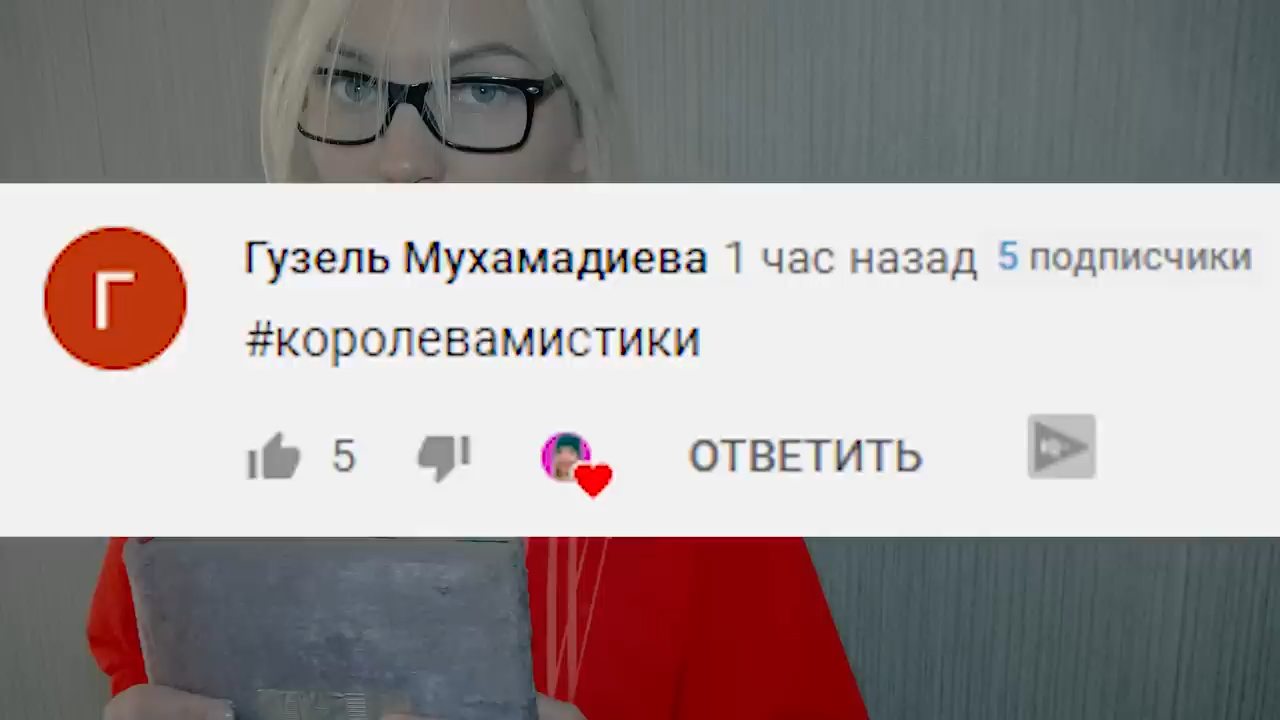 Гузель Мухамадиева 1 час назад 5 подписчики
#королевамистики
5 ОТВЕТИТЬ
Г